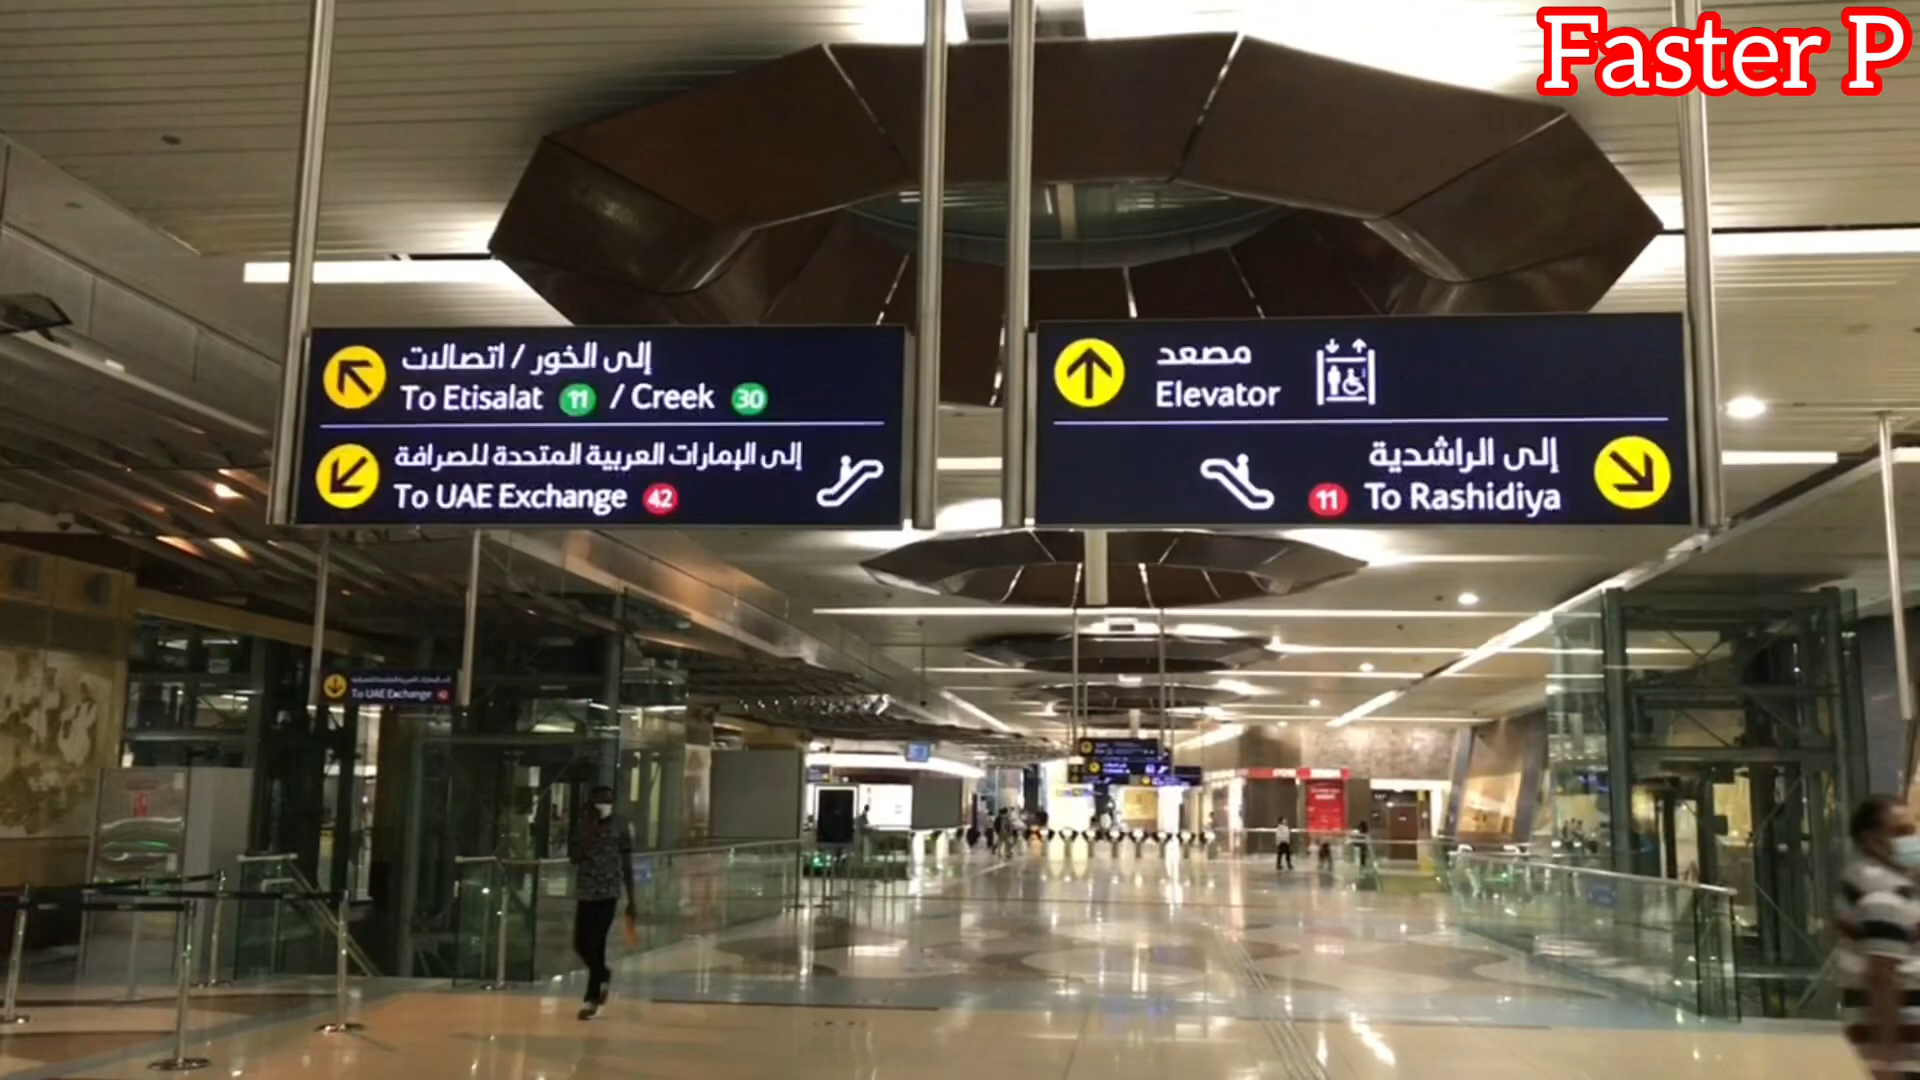 Faster P
إلى الخور / اتصالات
To Etisalat 11 / Creek 30
إلى الإمارات العربية المتحدة للصرافة
To UAE Exchange 42
مصعد
Elevator
إلى الراشدية
11 To Rashidiya
To UAE Exchange 42